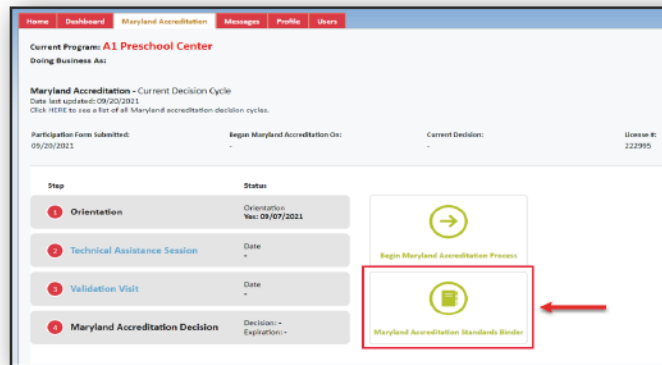 Home Dashboard Maryland Accreditation Messages Profile Users
Current Program: A1 Preschool Center
Doing Business As:
Maryland Accreditation - Current Decision Cycle
Date last updated: 09/20/2021
Click HERE to see a list of all Maryland accreditation decision cycles.
Participation Form Submitted: Began Maryland Accreditation On: Current Decision: License #:
09/20/2021 - - 222995
Step Status
1 Orientation Orientation
Yes: 09/07/2021
2 Technical Assistance Session Date
-
Begin Maryland Accreditation Process
3 Validation Visit Date
-
4 Maryland Accreditation Decision Decision: -
Expiration: -
Maryland Accreditation Standards Binder